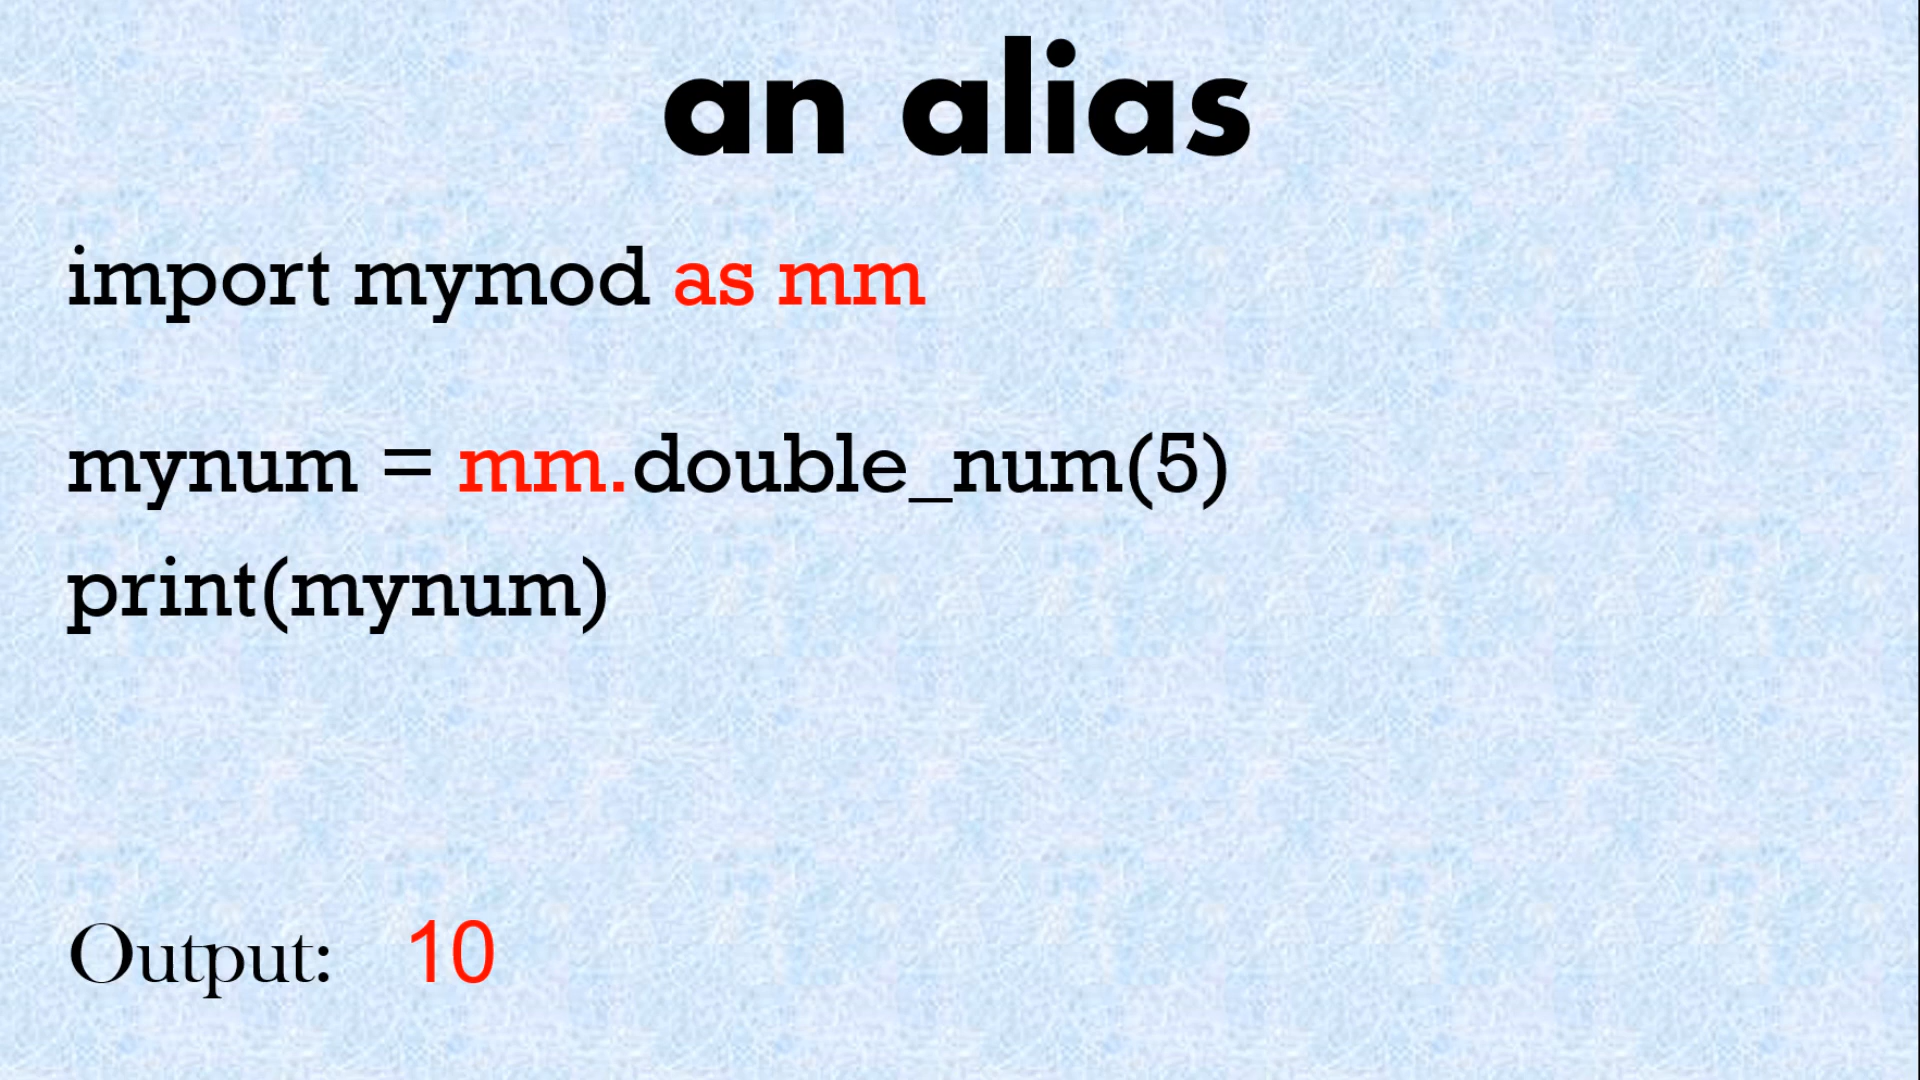 an alias
import mymod as mm
mynum = mm.double_num(5)
print(mynum)
Output: 10